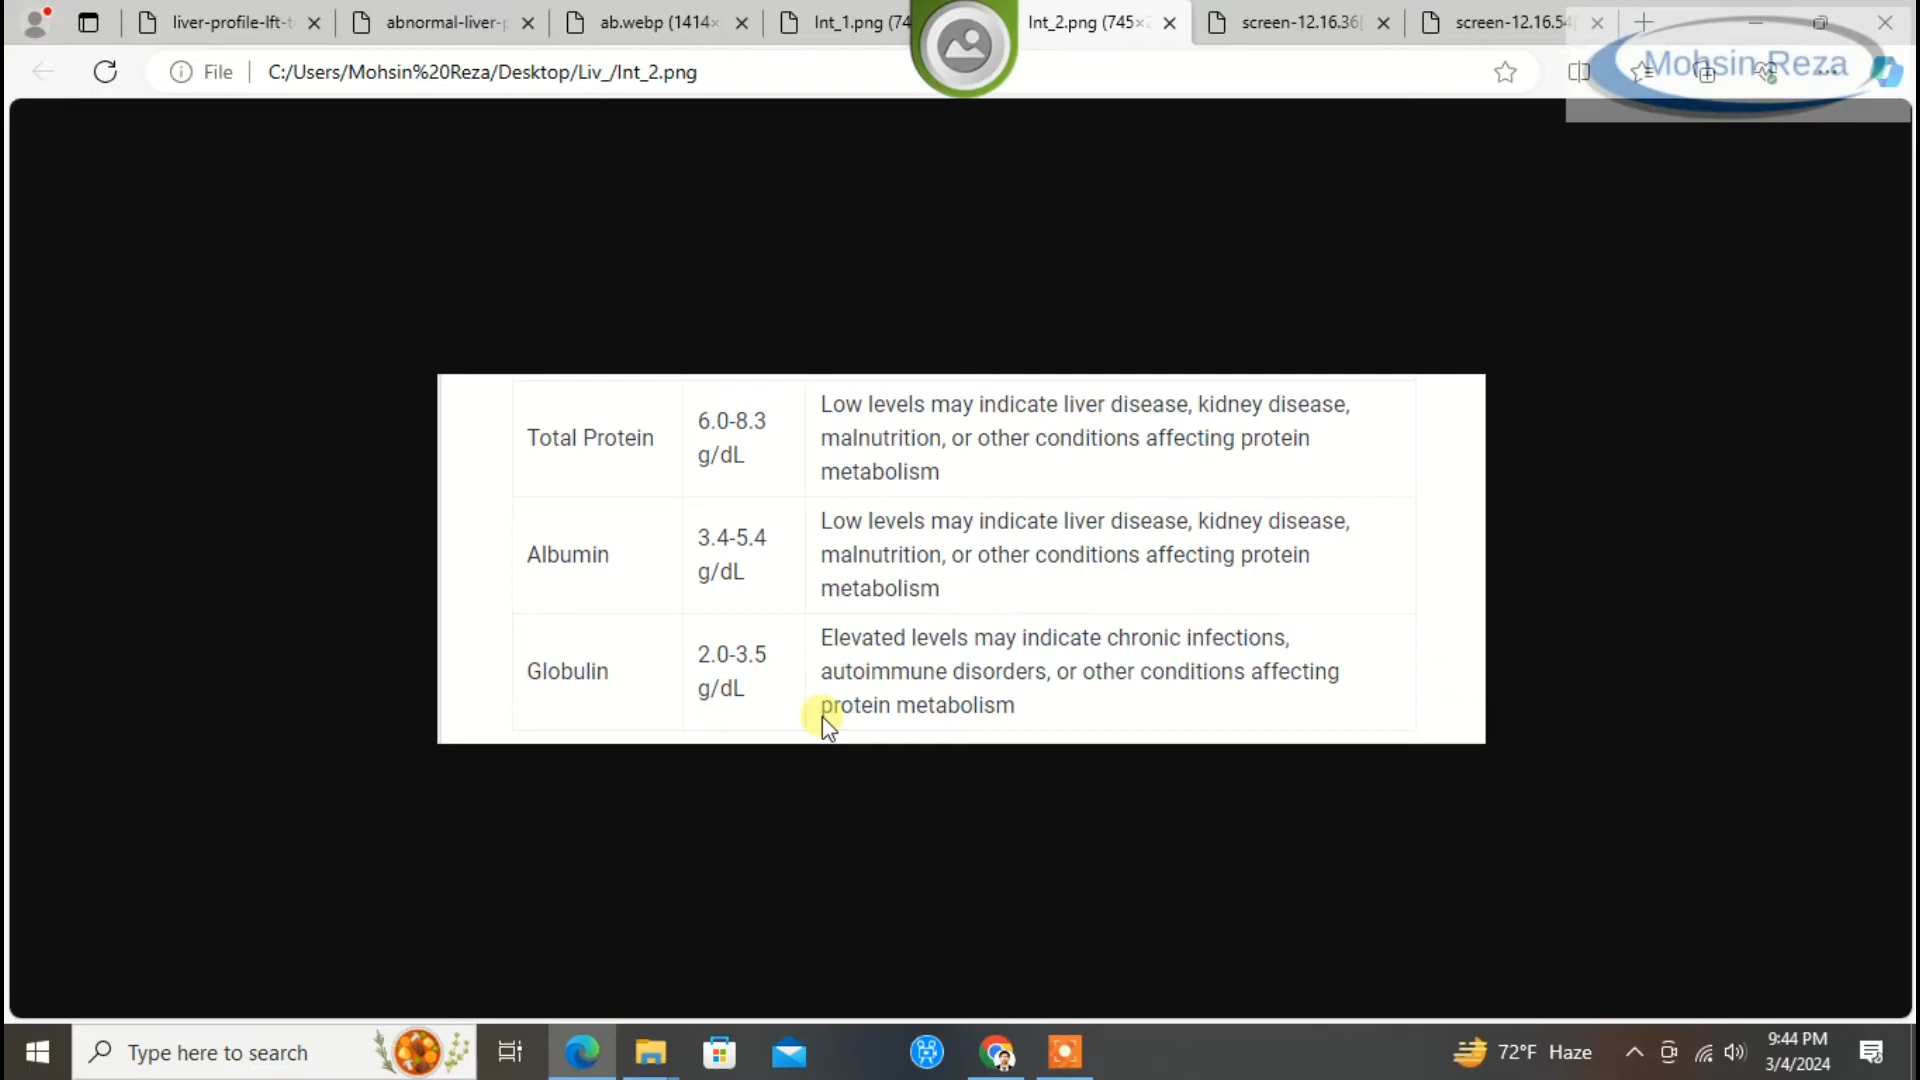 liver-profile-lft-t
abnormal-liver-p
ab.webp (1414×
Int_1.png (74
Int_2.png (745×2
screen-12.16.36[
screen-12.16.54[
File
C:/Users/Mohsin%20Reza/Desktop/Liv_/Int_2.png
Mohsin Reza
Total Protein
6.0-8.3
g/dL
Low levels may indicate liver disease, kidney disease,
malnutrition, or other conditions affecting protein
metabolism
Albumin
3.4-5.4
g/dL
Low levels may indicate liver disease, kidney disease,
malnutrition, or other conditions affecting protein
metabolism
Globulin
2.0-3.5
g/dL
Elevated levels may indicate chronic infections,
autoimmune disorders, or other conditions affecting
protein metabolism
Type here to search
72°F Haze
9:44 PM
3/4/2024